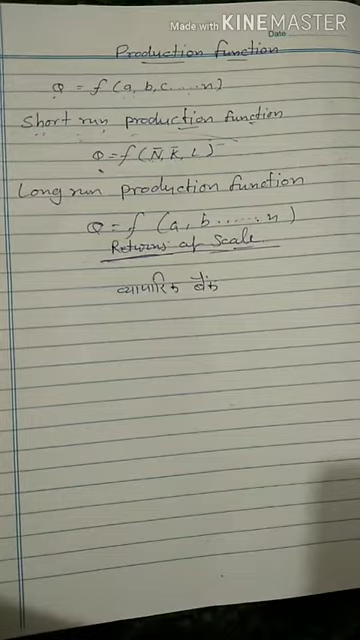 Made with KINEMASTER
Date
Production function
Q = f (a, b, c.....n)
Short run production function
Q = f (N̄, K̄, L)
Long run production function
Q = f (a, b ...... n)
Returns of Scale
व्यापारिक बैंक